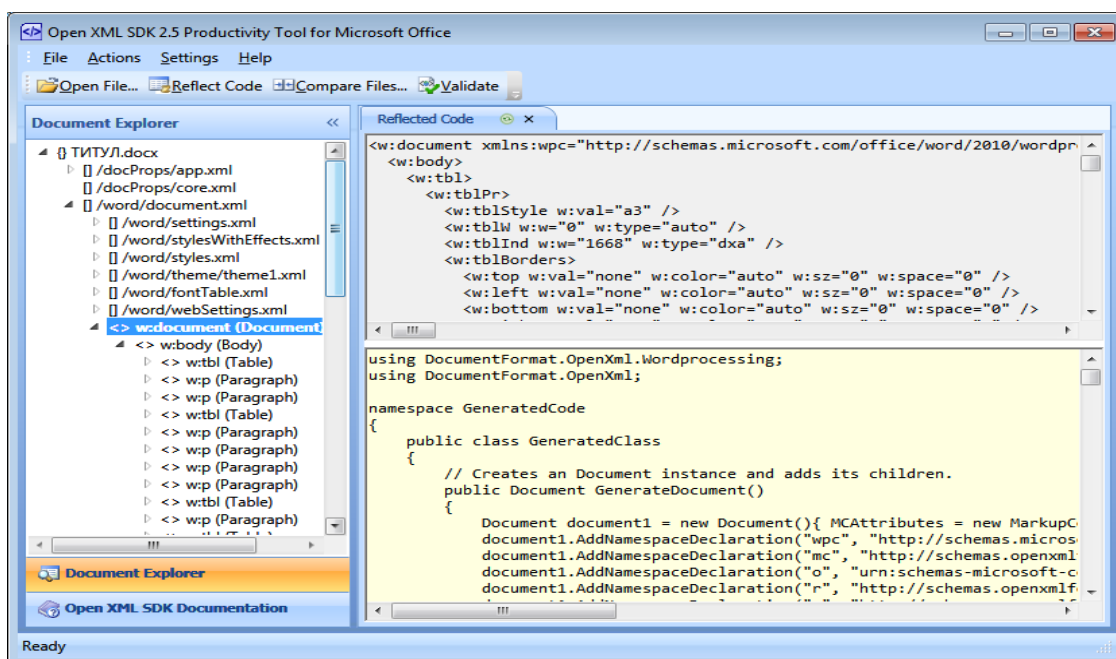 Open XML SDK 2.5 Productivity Tool for Microsoft Office
File Actions Settings Help
Open File... Reflect Code Compare Files... Validate
Document Explorer
{} ТИТУЛ.docx
[] /docProps/app.xml
[] /docProps/core.xml
[] /word/document.xml
[] /word/settings.xml
[] /word/stylesWithEffects.xml
[] /word/styles.xml
[] /word/theme/theme1.xml
[] /word/fontTable.xml
[] /word/webSettings.xml
<> w:document (Document)
<> w:body (Body)
<> w:tbl (Table)
<> w:p (Paragraph)
<> w:p (Paragraph)
<> w:tbl (Table)
<> w:p (Paragraph)
<> w:p (Paragraph)
<> w:p (Paragraph)
<> w:p (Paragraph)
<> w:tbl (Table)
<> w:p (Paragraph)
Document Explorer
Open XML SDK Documentation
Reflected Code
<w:document xmlns:wpc="http://schemas.microsoft.com/office/word/2010/wordpr
<w:body>
<w:tbl>
<w:tblPr>
<w:tblStyle w:val="a3" />
<w:tblW w:w="0" w:type="auto" />
<w:tblInd w:w="1668" w:type="dxa" />
<w:tblBorders>
<w:top w:val="none" w:color="auto" w:sz="0" w:space="0" />
<w:left w:val="none" w:color="auto" w:sz="0" w:space="0" />
<w:bottom w:val="none" w:color="auto" w:sz="0" w:space="0" />
using DocumentFormat.OpenXml.Wordprocessing;
using DocumentFormat.OpenXml;
namespace GeneratedCode
{
public class GeneratedClass
{
// Creates an Document instance and adds its children.
public Document GenerateDocument()
{
Document document1 = new Document(){ MCAttributes = new MarkupC
document1.AddNamespaceDeclaration("wpc", "http://schemas.micros
document1.AddNamespaceDeclaration("mc", "http://schemas.openxml
document1.AddNamespaceDeclaration("o", "urn:schemas-microsoft-c
document1.AddNamespaceDeclaration("r", "http://schemas.openxmlf
Ready